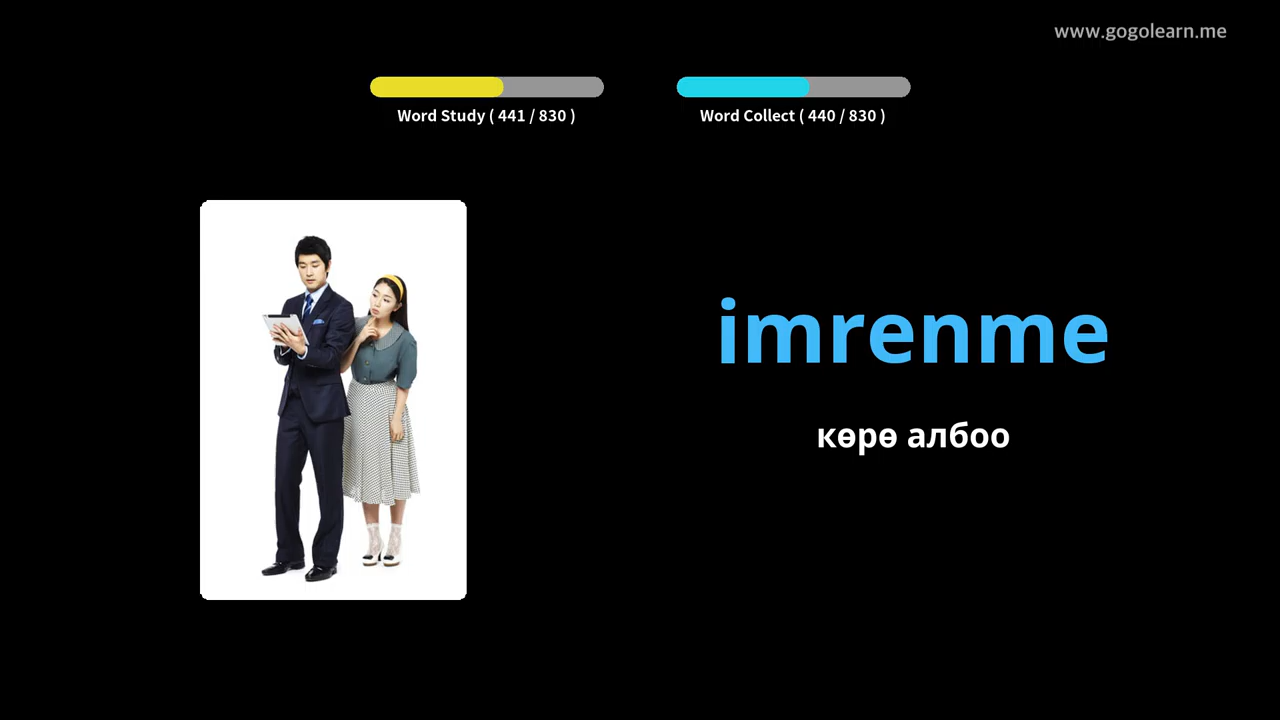 www.gogolearn.me
Word Study ( 441 / 830 )
Word Collect ( 440 / 830 )
imrenme
көрө албоо